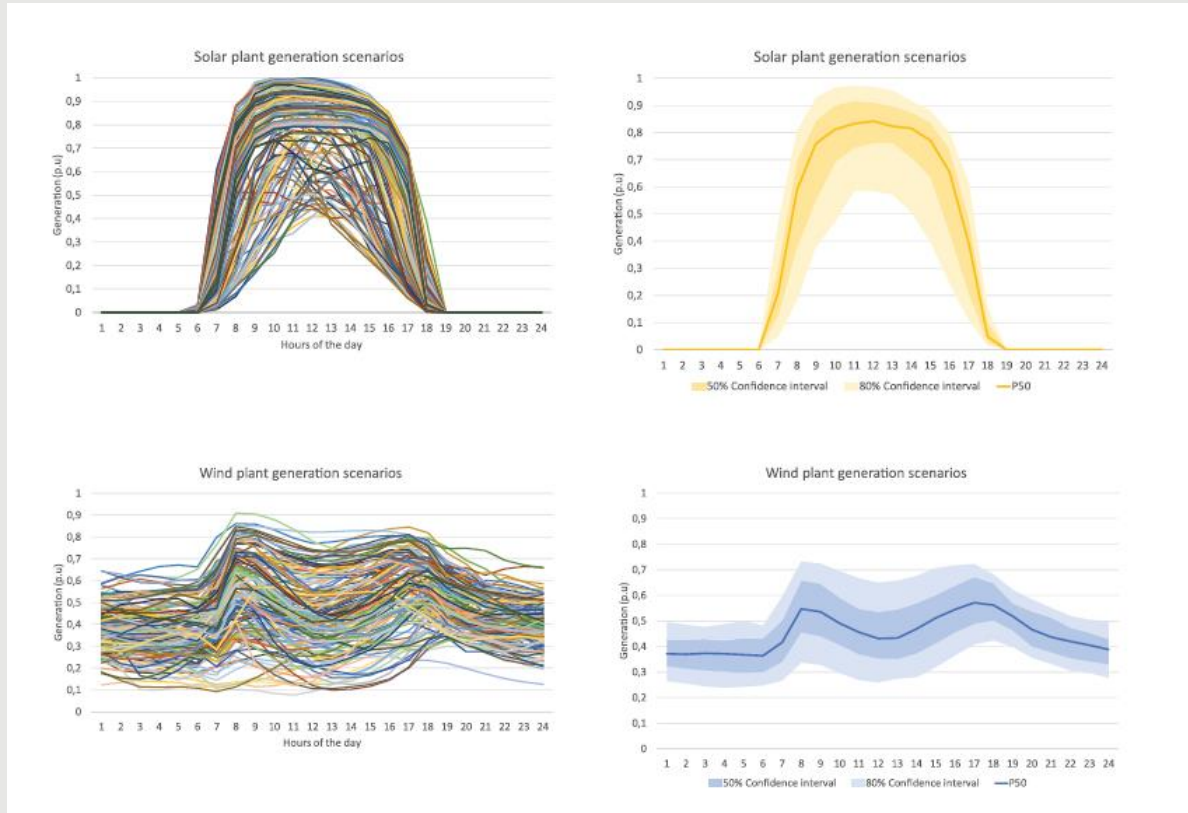 Solar plant generation scenarios
1
0,9
0,8
0,7
0,6
0,5
0,4
0,3
0,2
0,1
0
Generation (p.u)
1 2 3 4 5 6 7 8 9 10 11 12 13 14 15 16 17 18 19 20 21 22 23 24
Hours of the day
Solar plant generation scenarios
1
0,9
0,8
0,7
0,6
0,5
0,4
0,3
0,2
0,1
0
Generation (p.u)
1 2 3 4 5 6 7 8 9 10 11 12 13 14 15 16 17 18 19 20 21 22 23 24
50% Confidence interval 80% Confidence interval P50
Wind plant generation scenarios
1
0,9
0,8
0,7
0,6
0,5
0,4
0,3
0,2
0,1
0
Generation (p.u)
1 2 3 4 5 6 7 8 9 10 11 12 13 14 15 16 17 18 19 20 21 22 23 24
Hours of the day
Wind plant generation scenarios
1
0,9
0,8
0,7
0,6
0,5
0,4
0,3
0,2
0,1
0
Generation (p.u)
1 2 3 4 5 6 7 8 9 10 11 12 13 14 15 16 17 18 19 20 21 22 23 24
50% Confidence interval 80% Confidence interval P50